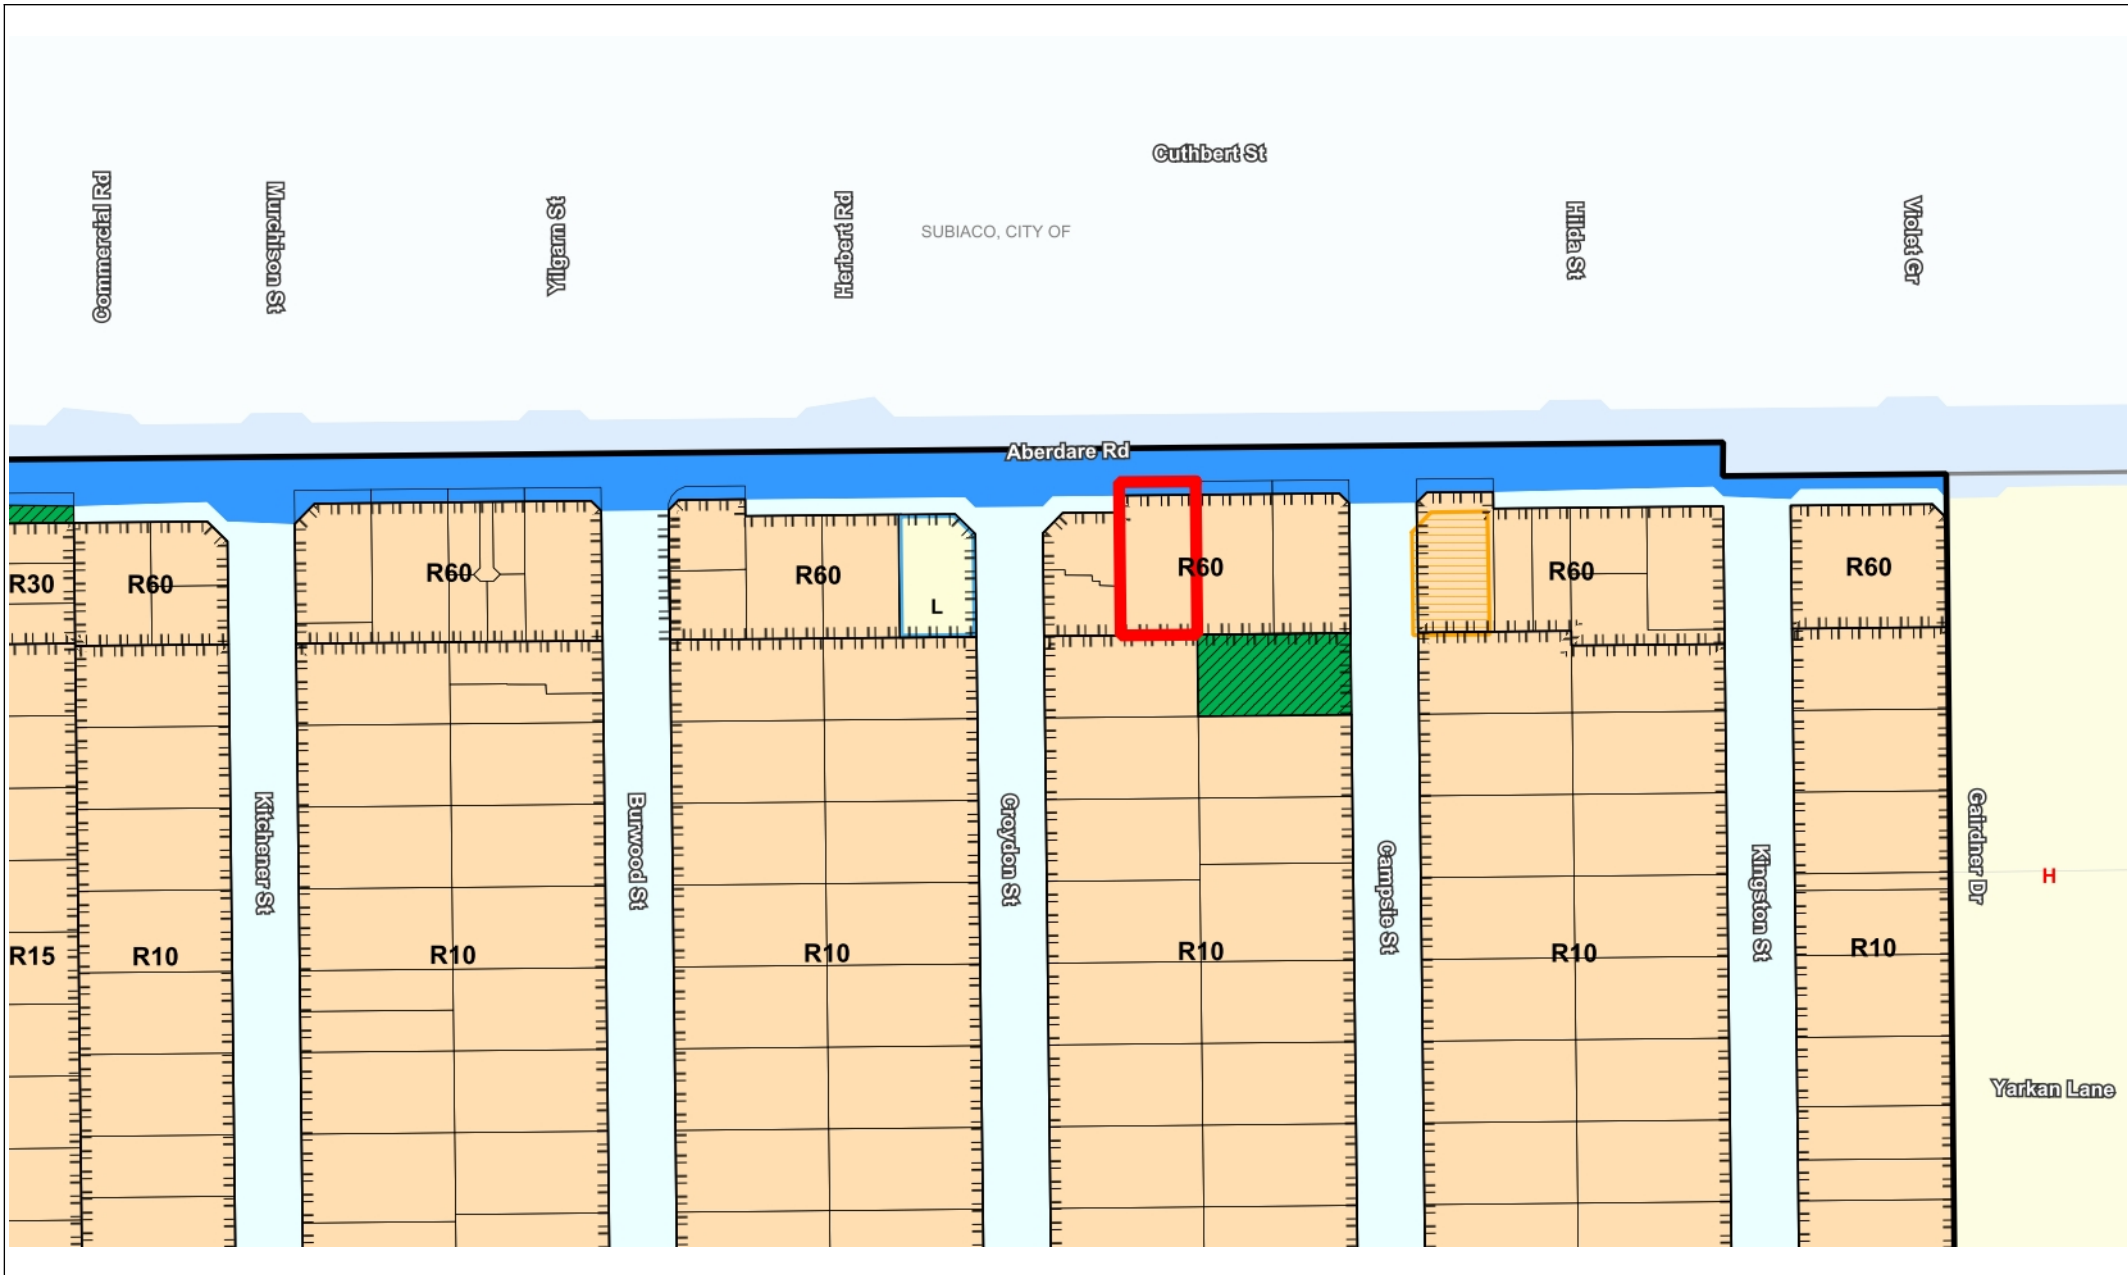 Cuthbert St
Commercial Rd
Murchison St
Yilgarn St
Herbert Rd
SUBIACO, CITY OF
Hilda St
Violet Gr
Aberdare Rd
R30
R60
R60
R60
L
R60
R60
R60
Kitchener St
Burwood St
Croydon St
Campsie St
Kingston St
Gairdner Dr
H
R15
R10
R10
R10
R10
R10
R10
Yarkan Lane